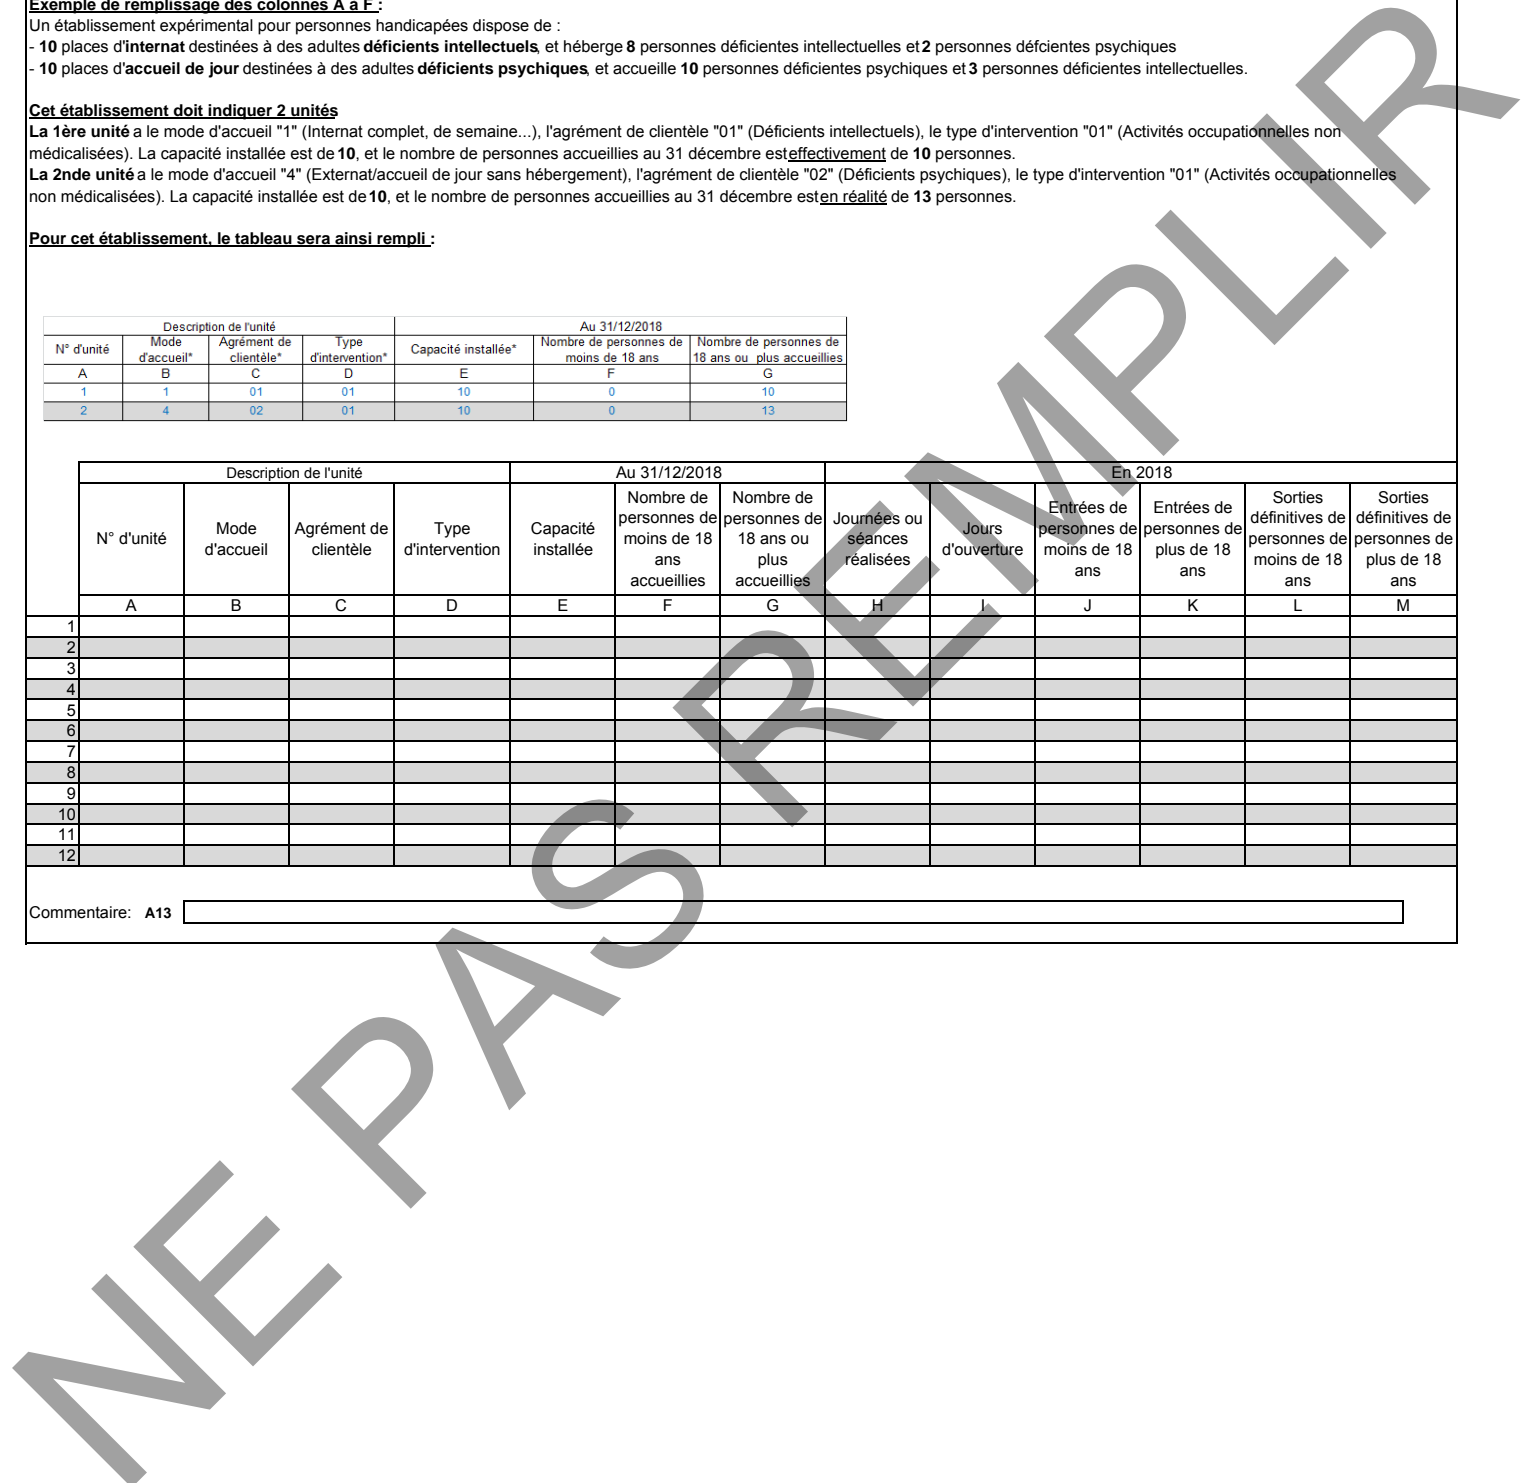 Exemple de remplissage des colonnes A à F :
Un établissement expérimental pour personnes handicapées dispose de :
- 10 places d'internat destinées à des adultes déficients intellectuels, et héberge 8 personnes déficientes intellectuelles et 2 personnes défcientes psychiques
- 10 places d'accueil de jour destinées à des adultes déficients psychiques, et accueille 10 personnes déficientes psychiques et 3 personnes déficientes intellectuelles.
Cet établissement doit indiquer 2 unités
La 1ère unité a le mode d'accueil "1" (Internat complet, de semaine...), l'agrément de clientèle "01" (Déficients intellectuels), le type d'intervention "01" (Activités occupationnelles non
médicalisées). La capacité installée est de 10, et le nombre de personnes accueillies au 31 décembre est effectivement de 10 personnes.
La 2nde unité a le mode d'accueil "4" (Externat/accueil de jour sans hébergement), l'agrément de clientèle "02" (Déficients psychiques), le type d'intervention "01" (Activités occupationnelles
non médicalisées). La capacité installée est de 10, et le nombre de personnes accueillies au 31 décembre est en réalité de 13 personnes.
Pour cet établissement, le tableau sera ainsi rempli :
Description de l'unité Au 31/12/2018
N° d'unité Mode d'accueil* Agrément de clientèle* Type d'intervention* Capacité installée* Nombre de personnes de moins de 18 ans Nombre de personnes de 18 ans ou plus accueillies
A B C D E F G
1 1 01 01 10 0 10
2 4 02 01 10 0 13
Description de l'unité Au 31/12/2018 En 2018
N° d'unité Mode d'accueil Agrément de clientèle Type d'intervention Capacité installée Nombre de personnes de moins de 18 ans accueillies Nombre de personnes de 18 ans ou plus accueillies Journées ou séances réalisées Jours d'ouverture Entrées de personnes de moins de 18 ans Entrées de personnes de plus de 18 ans Sorties définitives de personnes de moins de 18 ans Sorties définitives de personnes de plus de 18 ans
A B C D E F G H I J K L M
1
2
3
4
5
6
7
8
9
10
11
12
Commentaire: A13
NE PAS REMPLIR